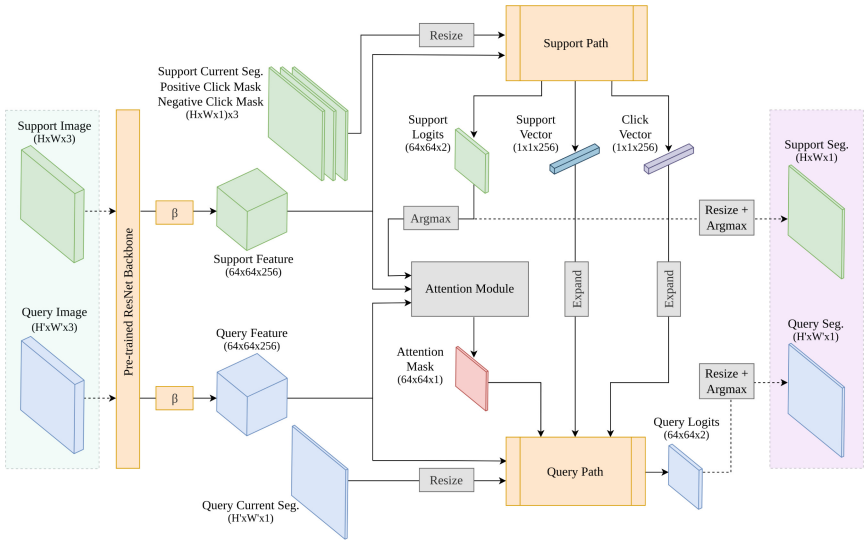 Resize
Support Path
Support Current Seg.
Positive Click Mask
Negative Click Mask
(HxWx1)x3
Support Image
(HxWx3)
Support
Logits
(64x64x2)
Support
Vector
(1x1x256)
Click
Vector
(1x1x256)
Support Seg.
(HxWx1)
Pre-trained ResNet Backbone
β
Support Feature
(64x64x256)
Argmax
Resize +
Argmax
Attention Module
Expand
Expand
Query Image
(H'xW'x3)
Query Feature
(64x64x256)
Query Seg.
(H'xW'x1)
β
Attention
Mask
(64x64x1)
Resize +
Argmax
Query Logits
(64x64x2)
Query Path
Resize
Query Current Seg.
(H'xW'x1)